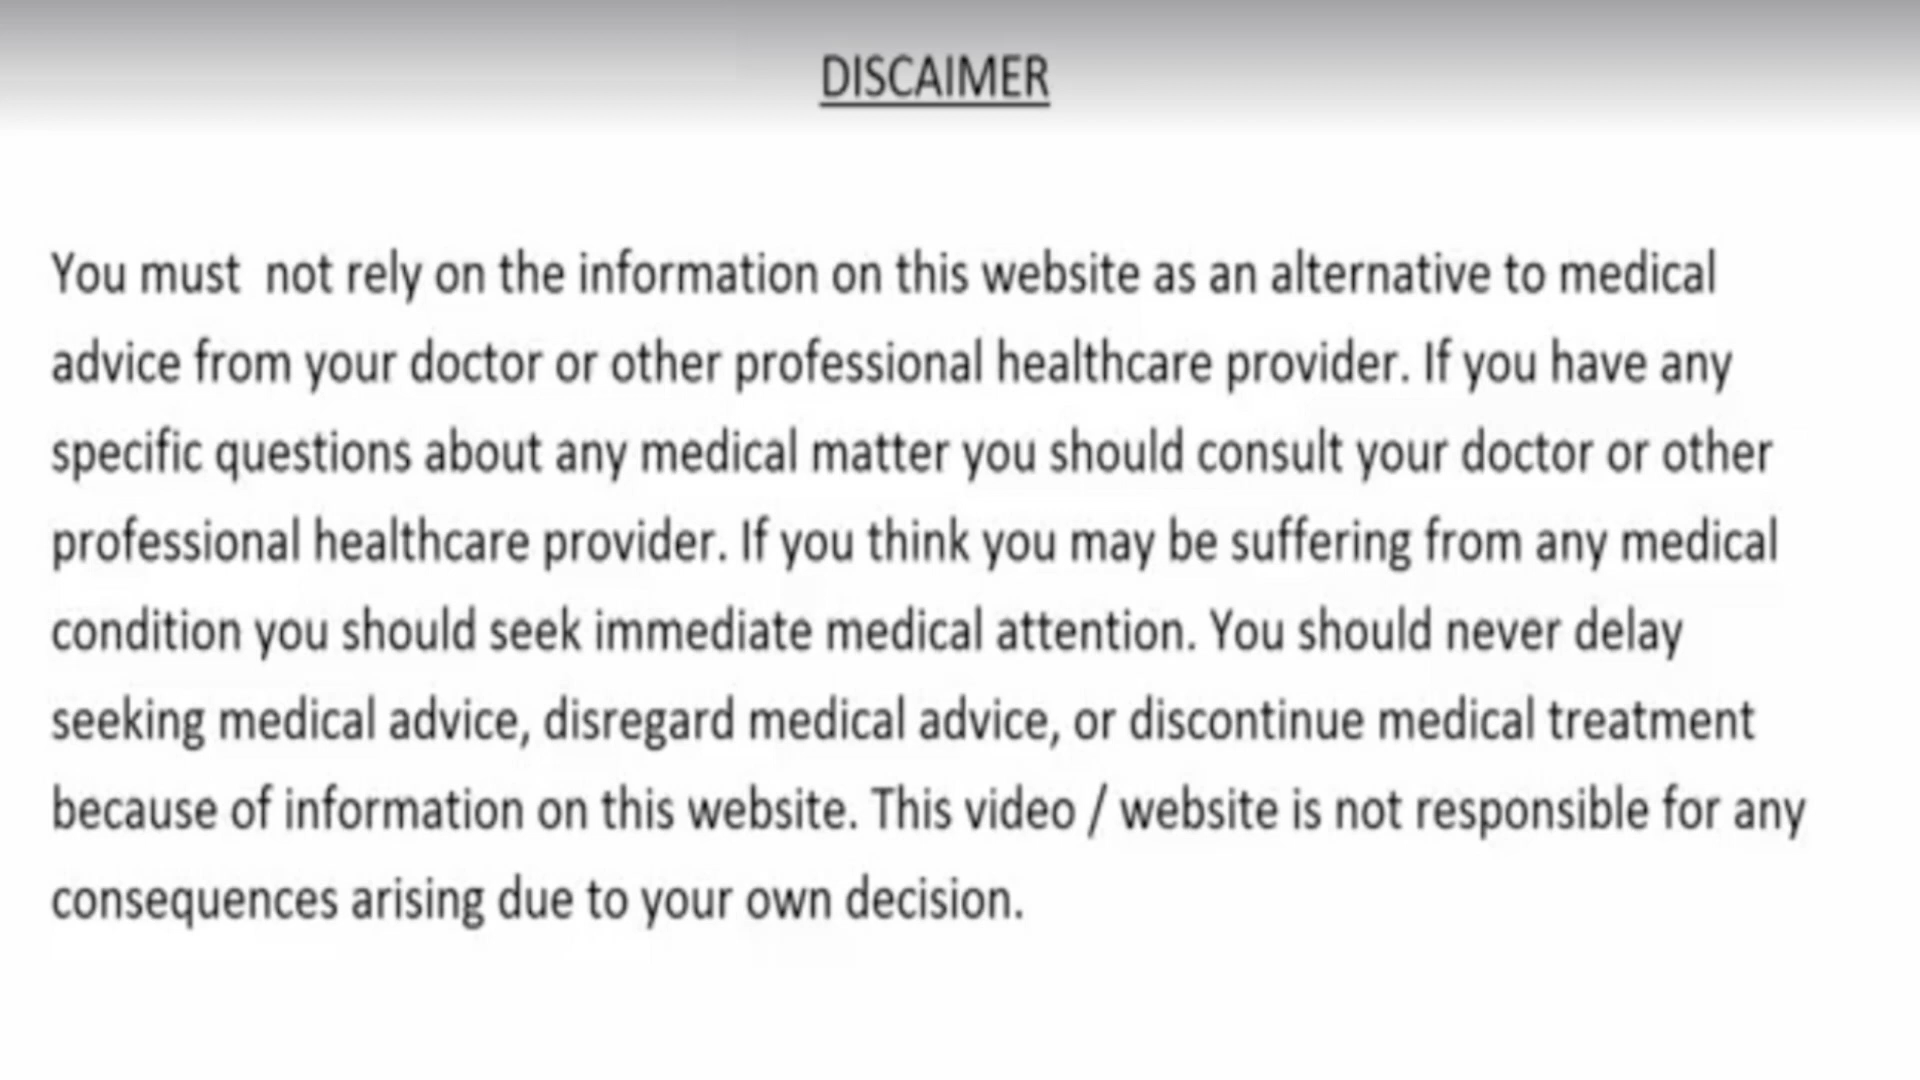 DISCAIMER
You must  not rely on the information on this website as an alternative to medical
advice from your doctor or other professional healthcare provider. If you have any
specific questions about any medical matter you should consult your doctor or other
professional healthcare provider. If you think you may be suffering from any medical
condition you should seek immediate medical attention. You should never delay
seeking medical advice, disregard medical advice, or discontinue medical treatment
because of information on this website. This video / website is not responsible for any
consequences arising due to your own decision.